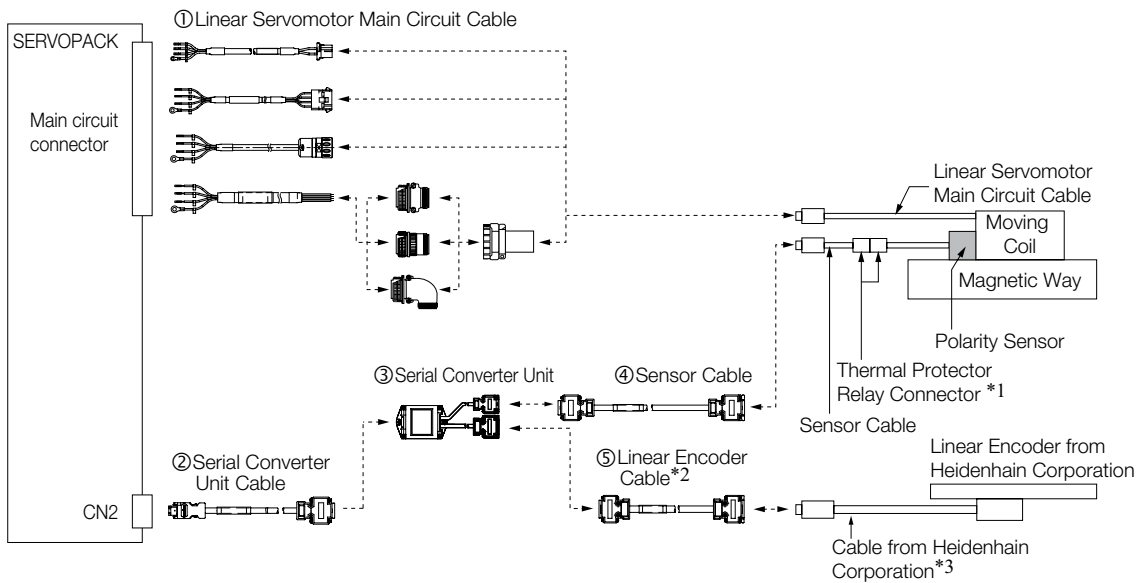 ①Linear Servomotor Main Circuit Cable
SERVOPACK
Main circuit
connector
Linear Servomotor
Main Circuit Cable
Moving
Coil
Magnetic Way
Polarity Sensor
Thermal Protector
Relay Connector *1
Sensor Cable
③Serial Converter Unit
④Sensor Cable
②Serial Converter
Unit Cable
⑤Linear Encoder
Cable*2
Linear Encoder from
Heidenhain Corporation
CN2
Cable from Heidenhain
Corporation*3